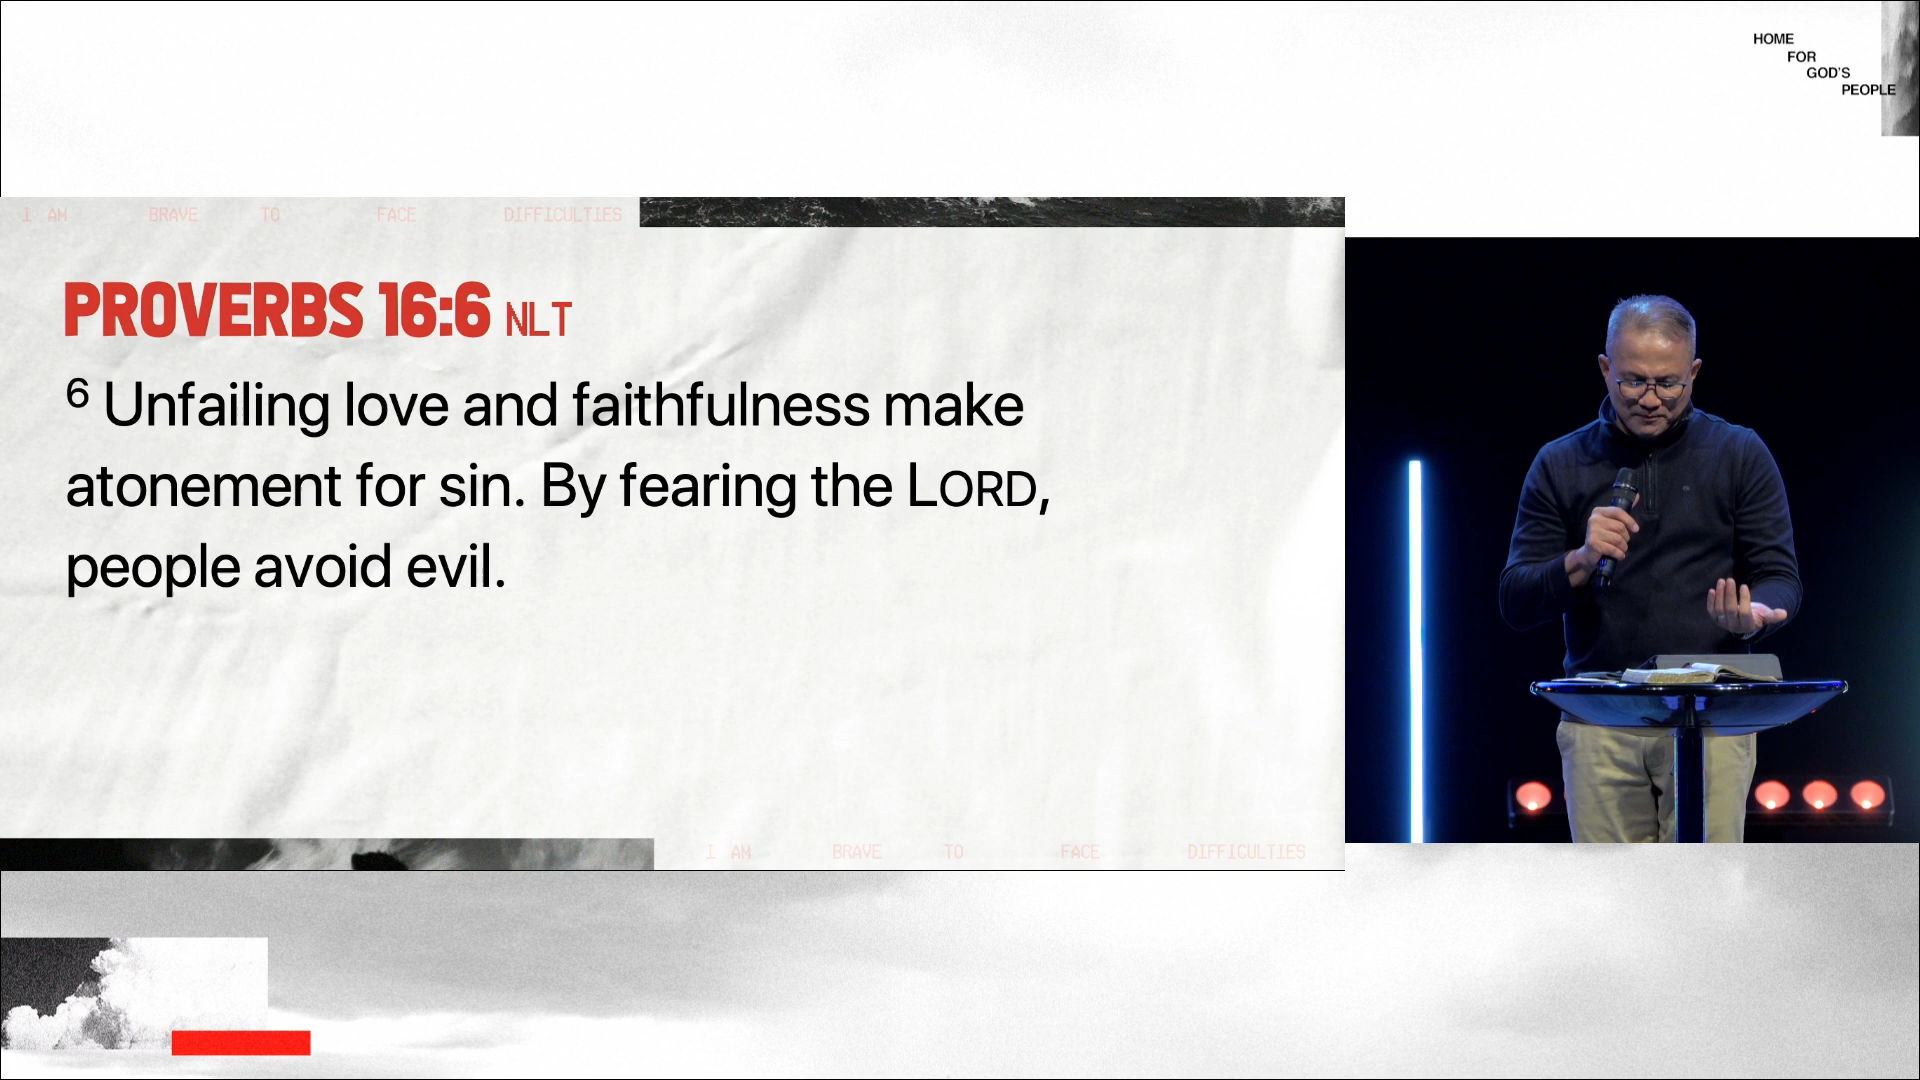 HOME
FOR
GOD'S
PEOPLE
I AM BRAVE TO FACE DIFFICULTIES
PROVERBS 16:6 NLT
6 Unfailing love and faithfulness make
atonement for sin. By fearing the LORD,
people avoid evil.
I AM BRAVE TO FACE DIFFICULTIES